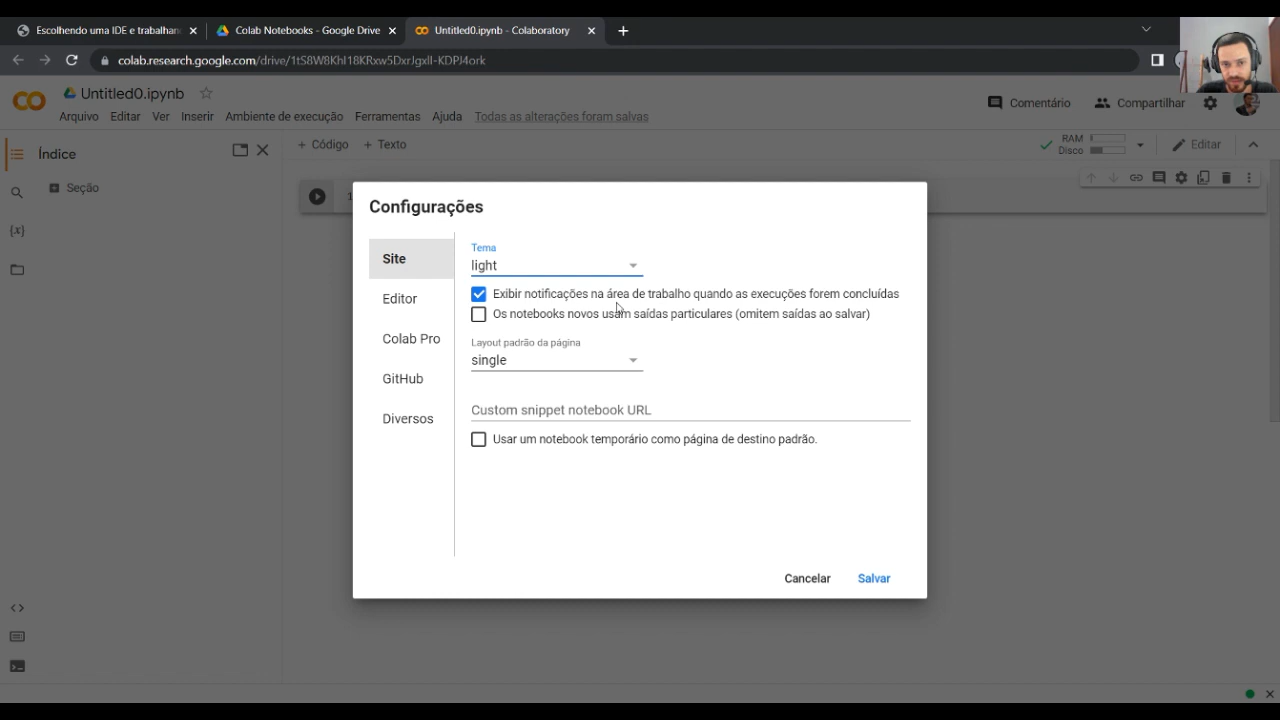 Escolhendo uma IDE e trabalhan
Colab Notebooks - Google Drive
Untitled0.ipynb - Colaboratory
colab.research.google.com/drive/1tS8W8KhI18KRxw5DxrJgxlI-KDPJ4ork
Untitled0.ipynb
Comentário
Compartilhar
Arquivo Editar Ver Inserir Ambiente de execução Ferramentas Ajuda Todas as alterações foram salvas
Índice
+ Código + Texto
RAM
Disco
Editar
Seção
{x}
1
Configurações
Site
Editor
Colab Pro
GitHub
Diversos
Tema
light
Exibir notificações na área de trabalho quando as execuções forem concluídas
Os notebooks novos usam saídas particulares (omitem saídas ao salvar)
Layout padrão da página
single
Custom snippet notebook URL
Usar um notebook temporário como página de destino padrão.
Cancelar Salvar